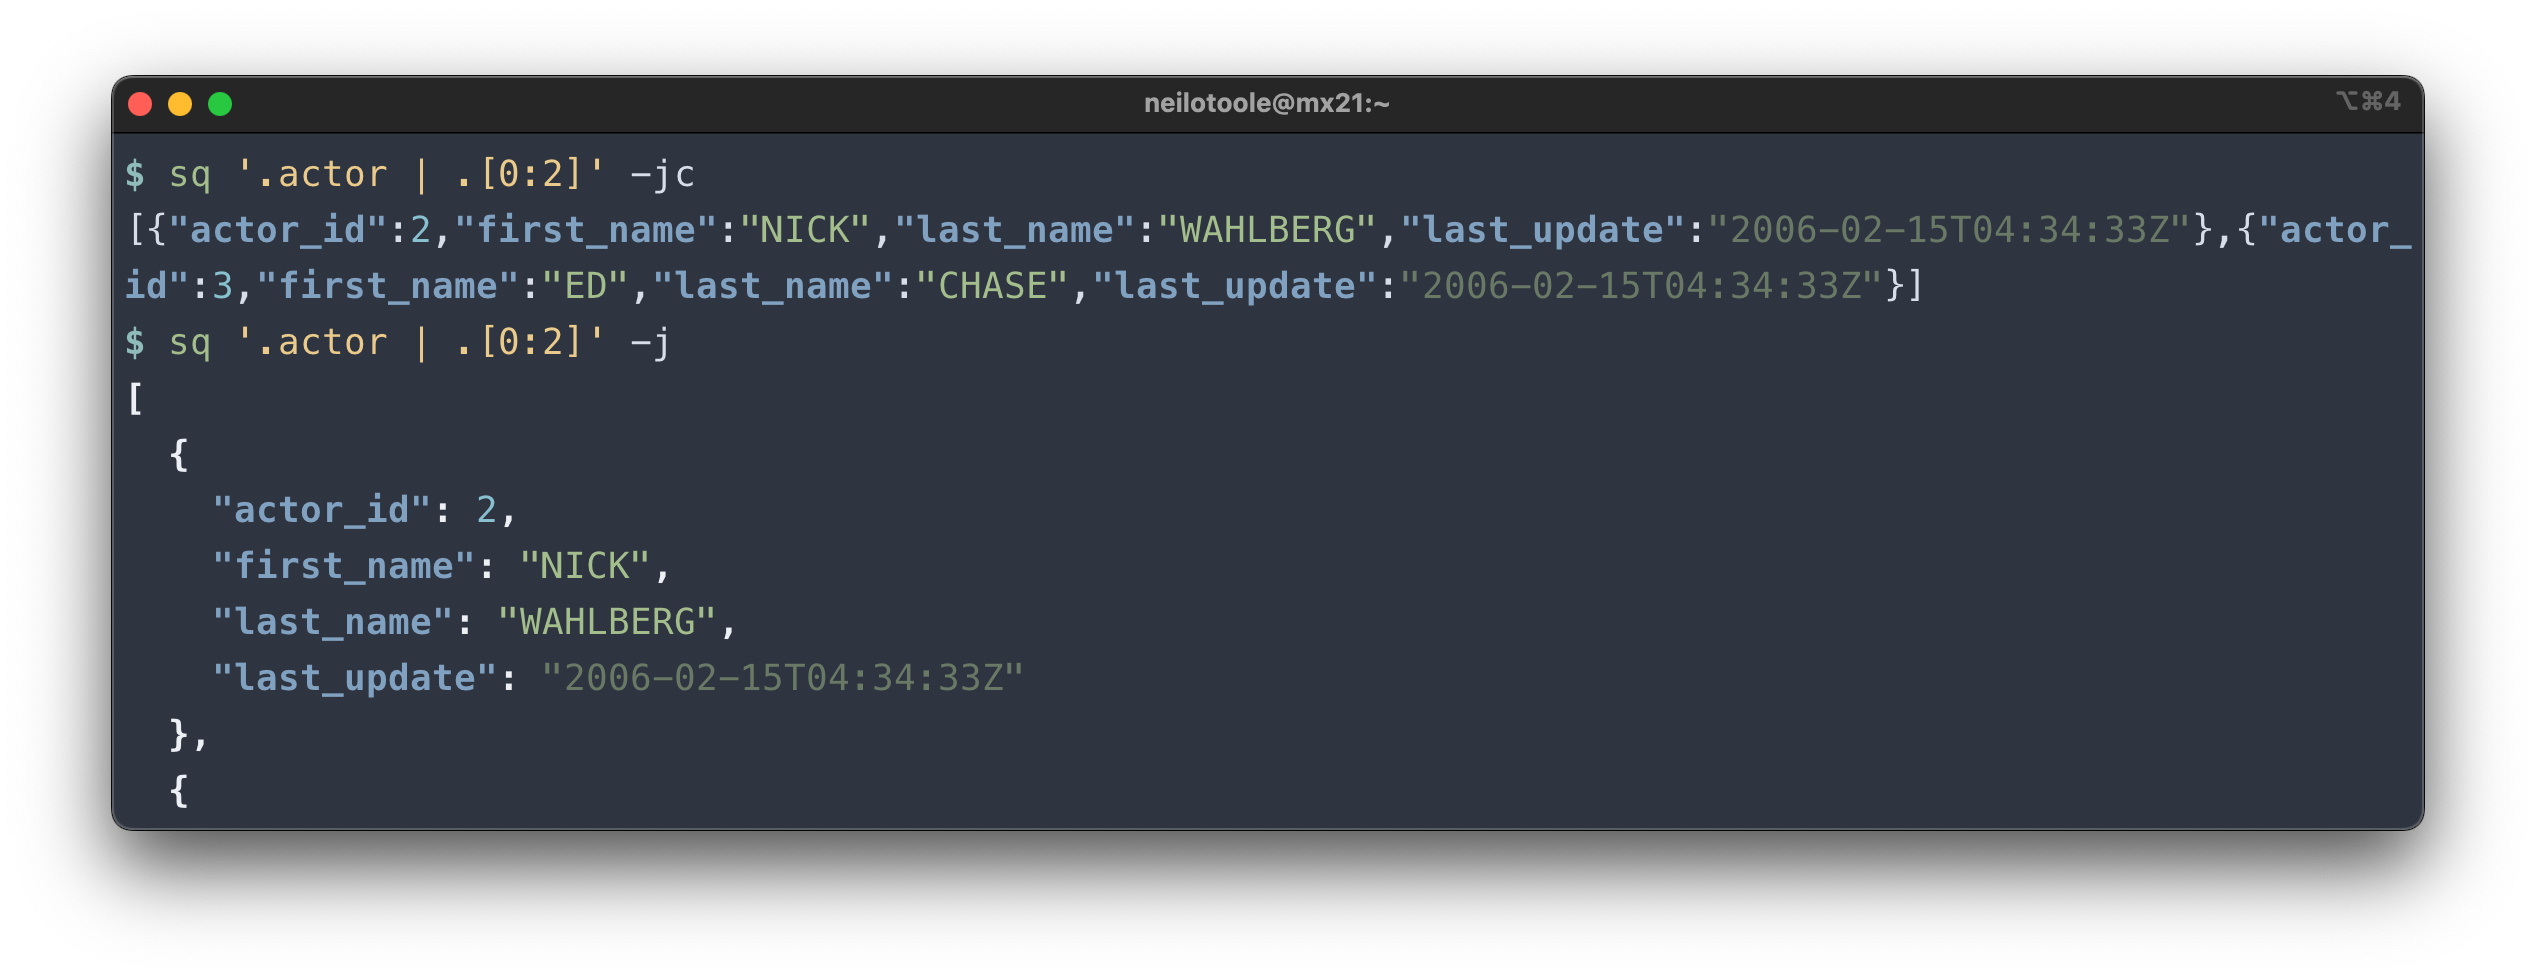 neilotoole@mx21:~
⌥⌘4
$ sq '.actor | .[0:2]' -jc
[{"actor_id":2,"first_name":"NICK","last_name":"WAHLBERG","last_update":"2006-02-15T04:34:33Z"},{"actor_
id":3,"first_name":"ED","last_name":"CHASE","last_update":"2006-02-15T04:34:33Z"}]
$ sq '.actor | .[0:2]' -j
[
  {
    "actor_id": 2,
    "first_name": "NICK",
    "last_name": "WAHLBERG",
    "last_update": "2006-02-15T04:34:33Z"
  },
  {